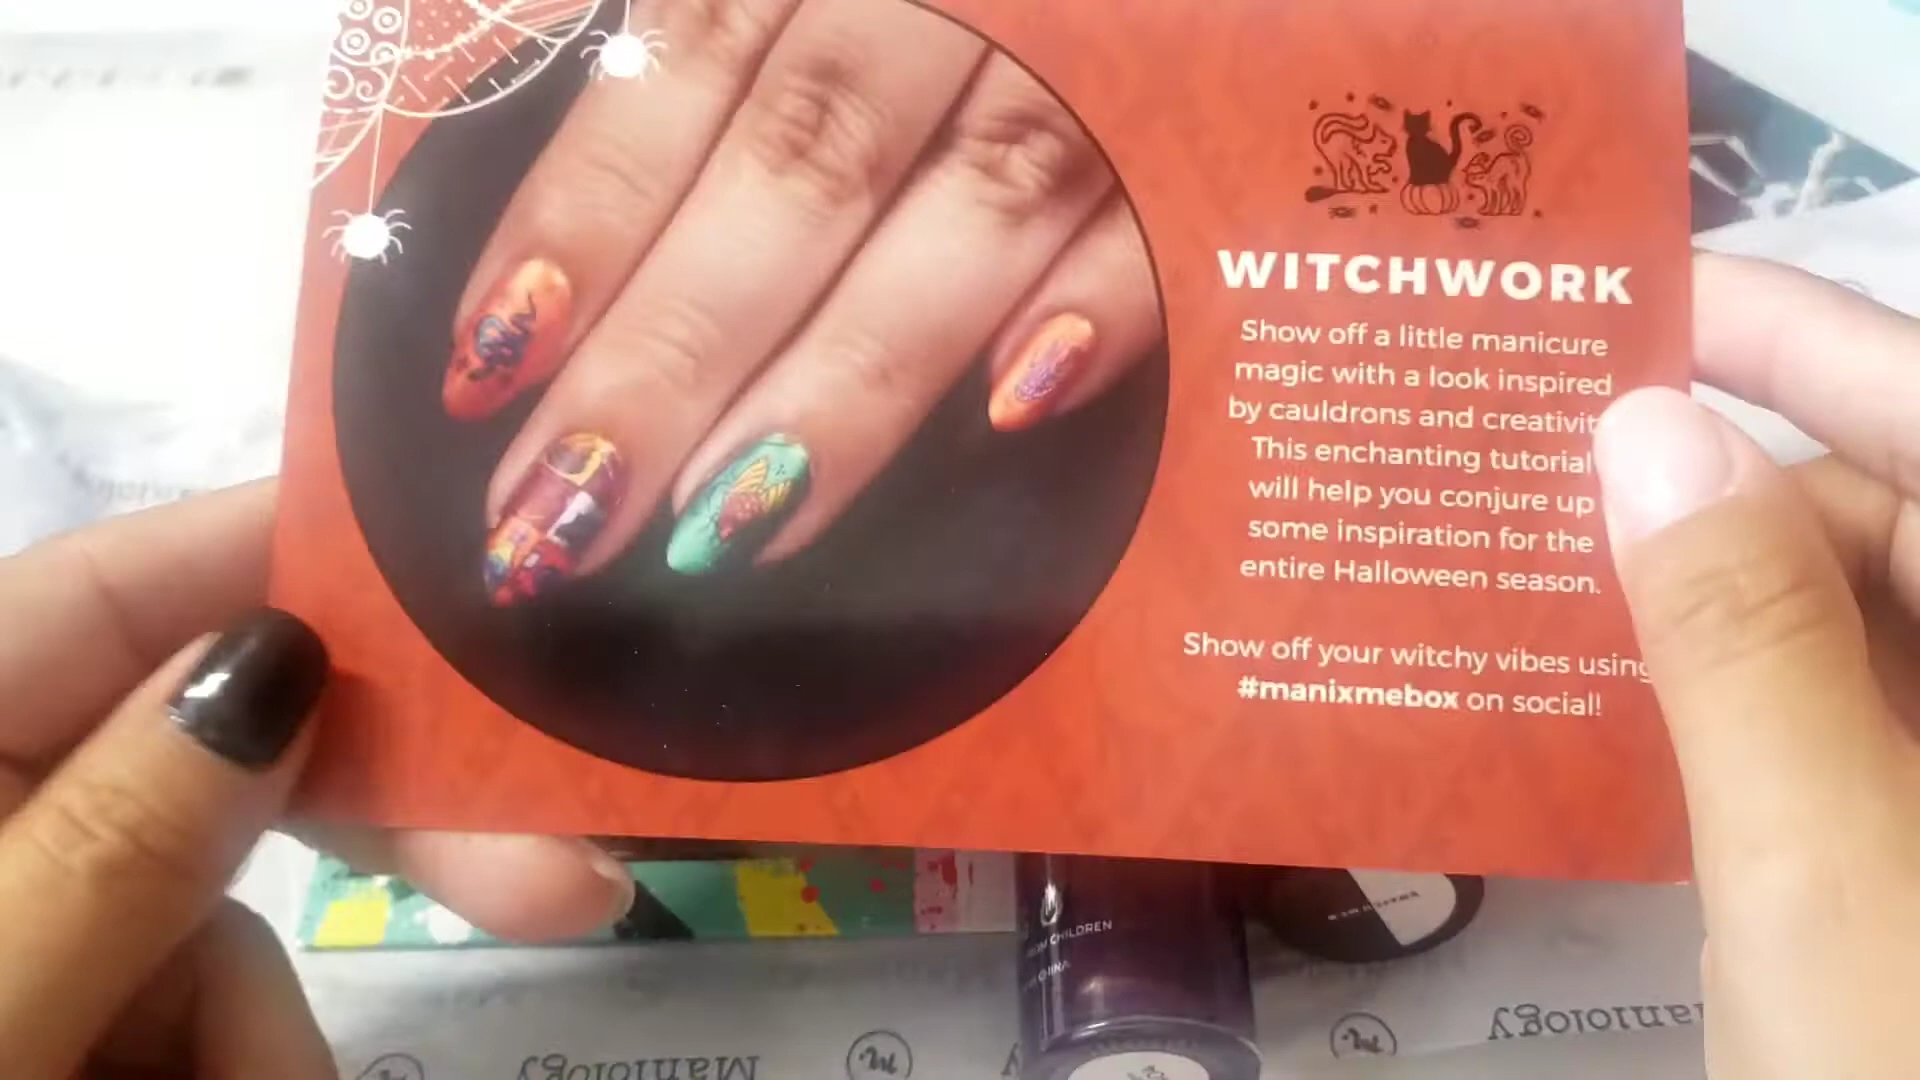 WITCHWORK
Show off a little manicure
magic with a look inspired
by cauldrons and creativit
This enchanting tutorial
will help you conjure up
some inspiration for the
entire Halloween season.
Show off your witchy vibes using
#manixmebox on social!
CHILDREN
CHINA
Maniology
m.
m.
Maniology